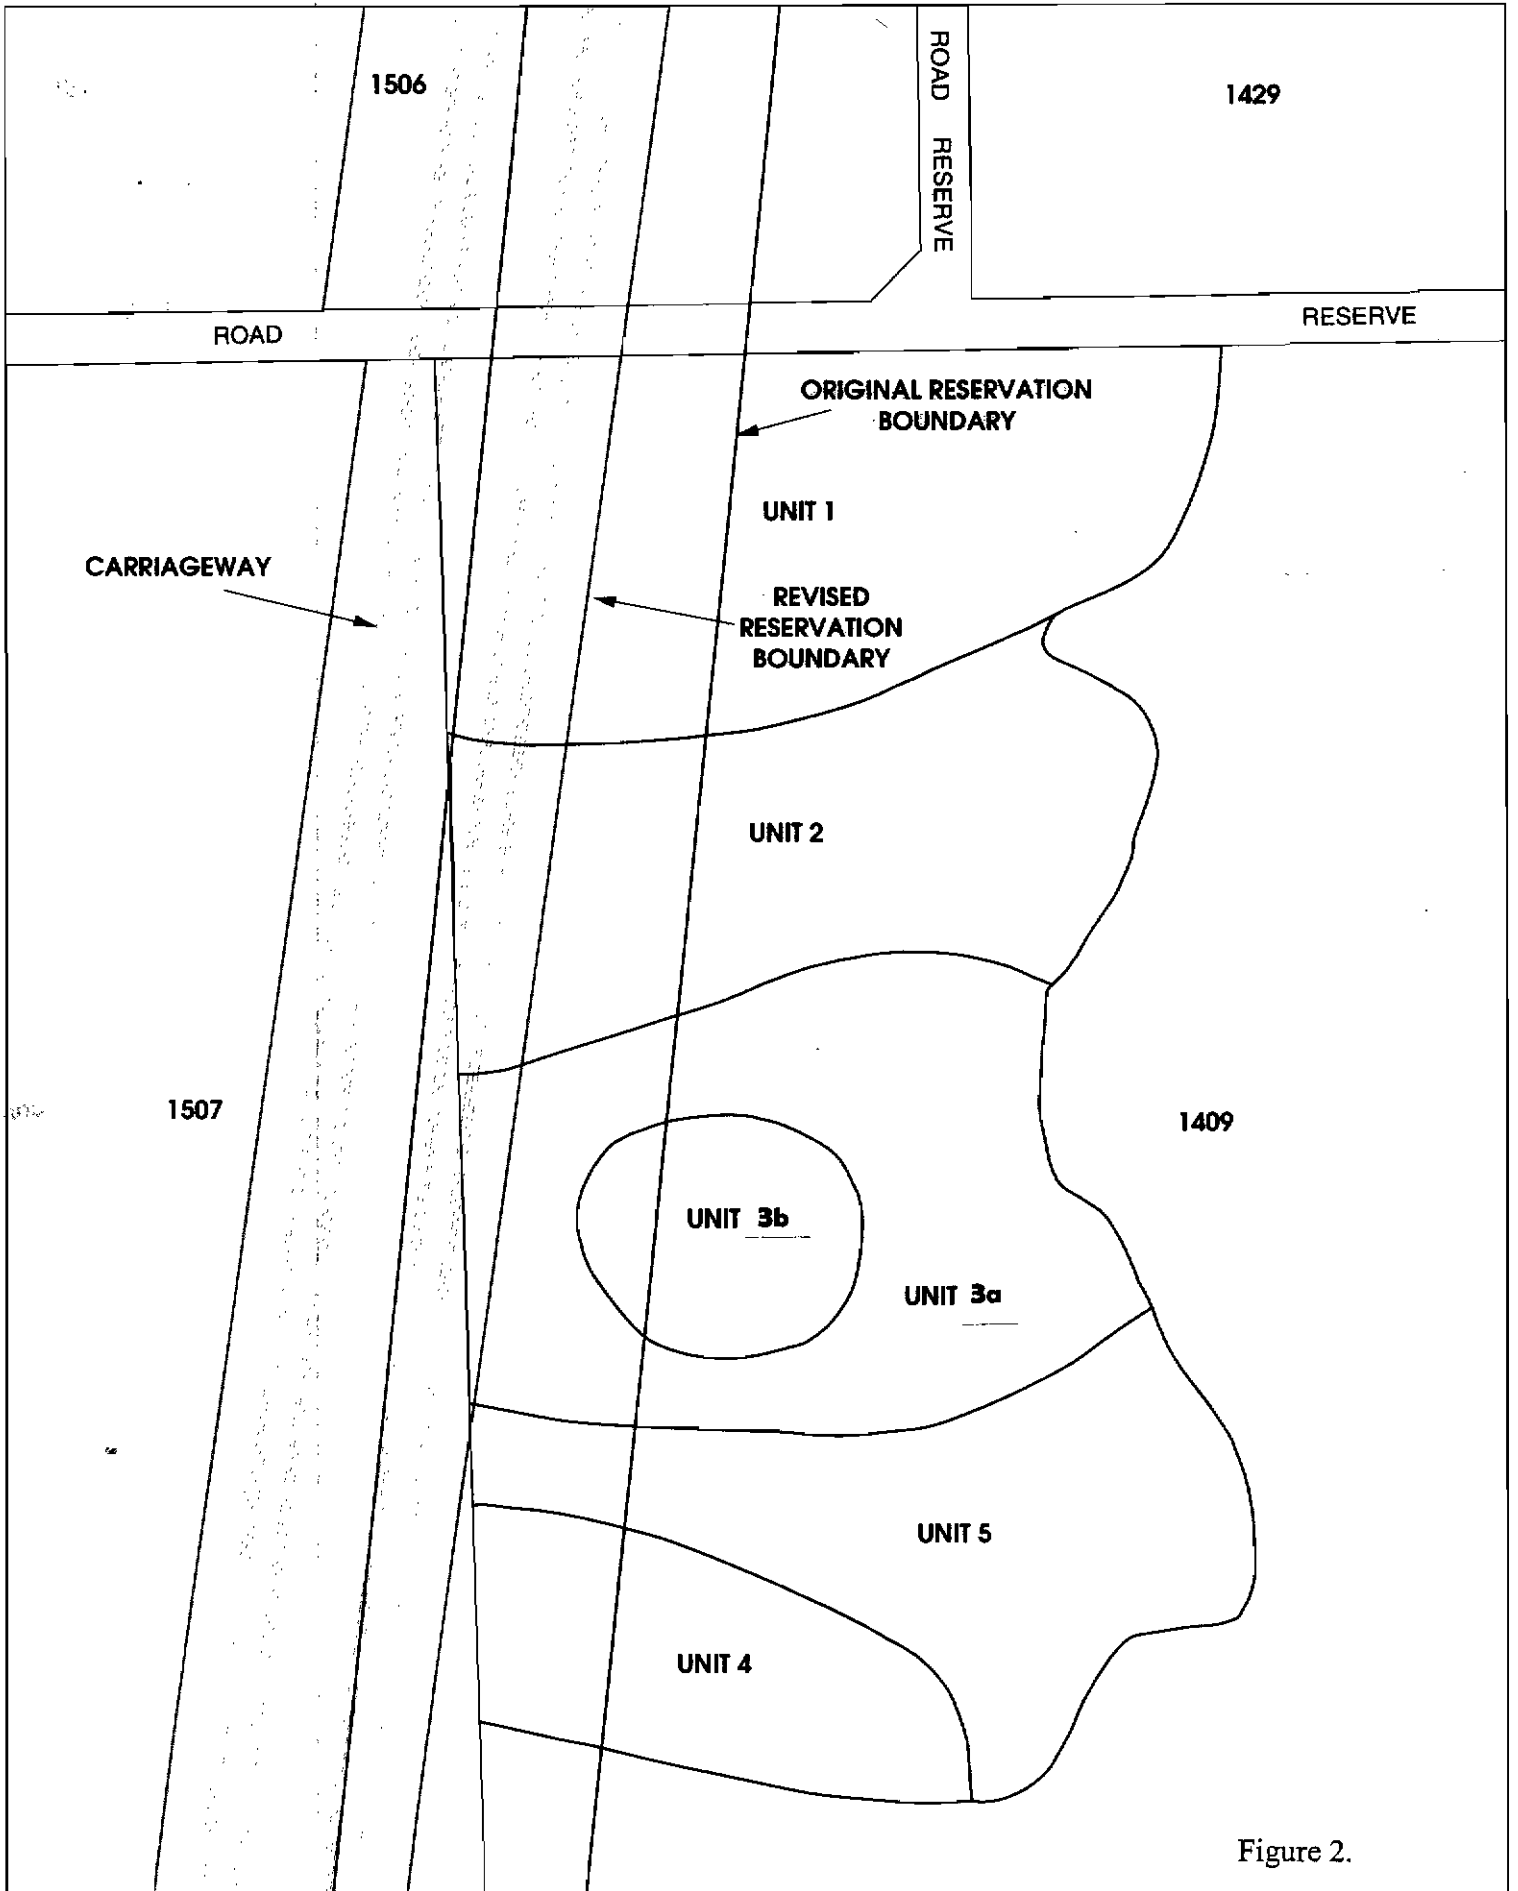 1506
1429
ROAD RESERVE
ROAD
RESERVE
ORIGINAL RESERVATION
BOUNDARY
UNIT 1
CARRIAGEWAY
REVISED
RESERVATION
BOUNDARY
UNIT 2
1507
1409
UNIT 3b
UNIT 3a
UNIT 5
UNIT 4
Figure 2.